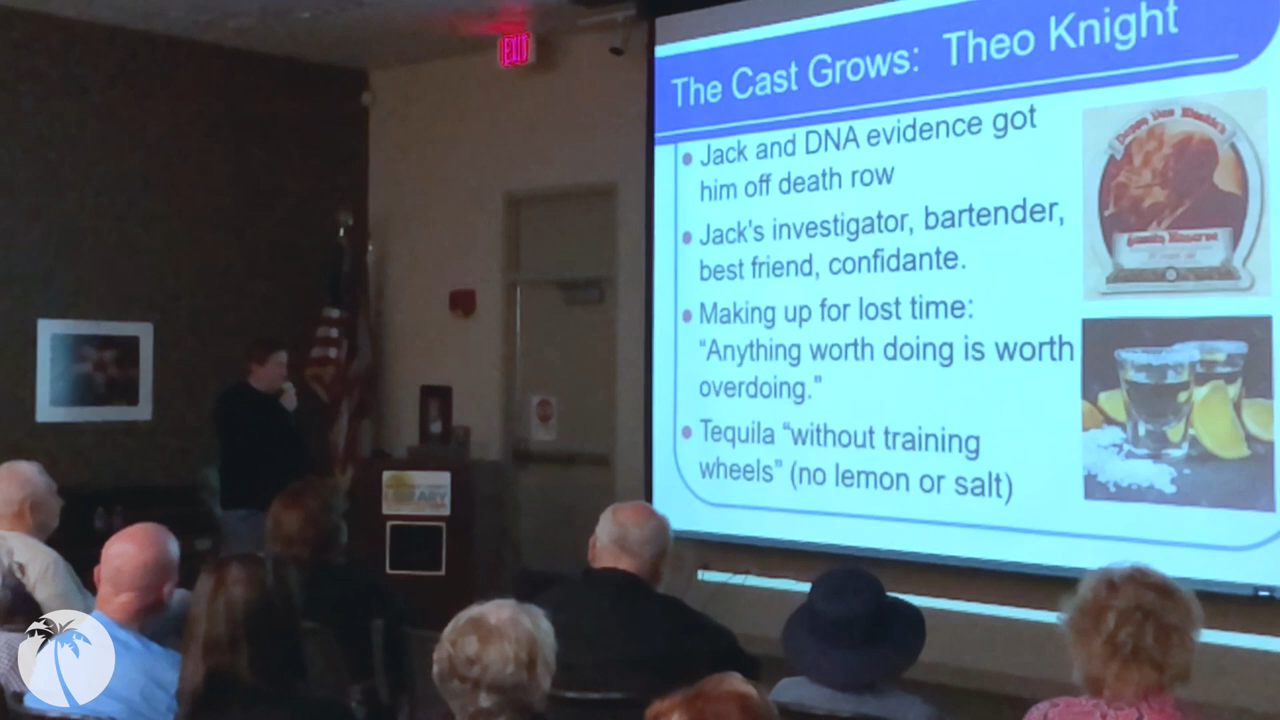 EXIT
The Cast Grows: Theo Knight
Jack and DNA evidence got
him off death row
Jack's investigator, bartender,
best friend, confidante.
Making up for lost time:
“Anything worth doing is worth
overdoing.”
Tequila “without training
wheels” (no lemon or salt)
LIBRARY